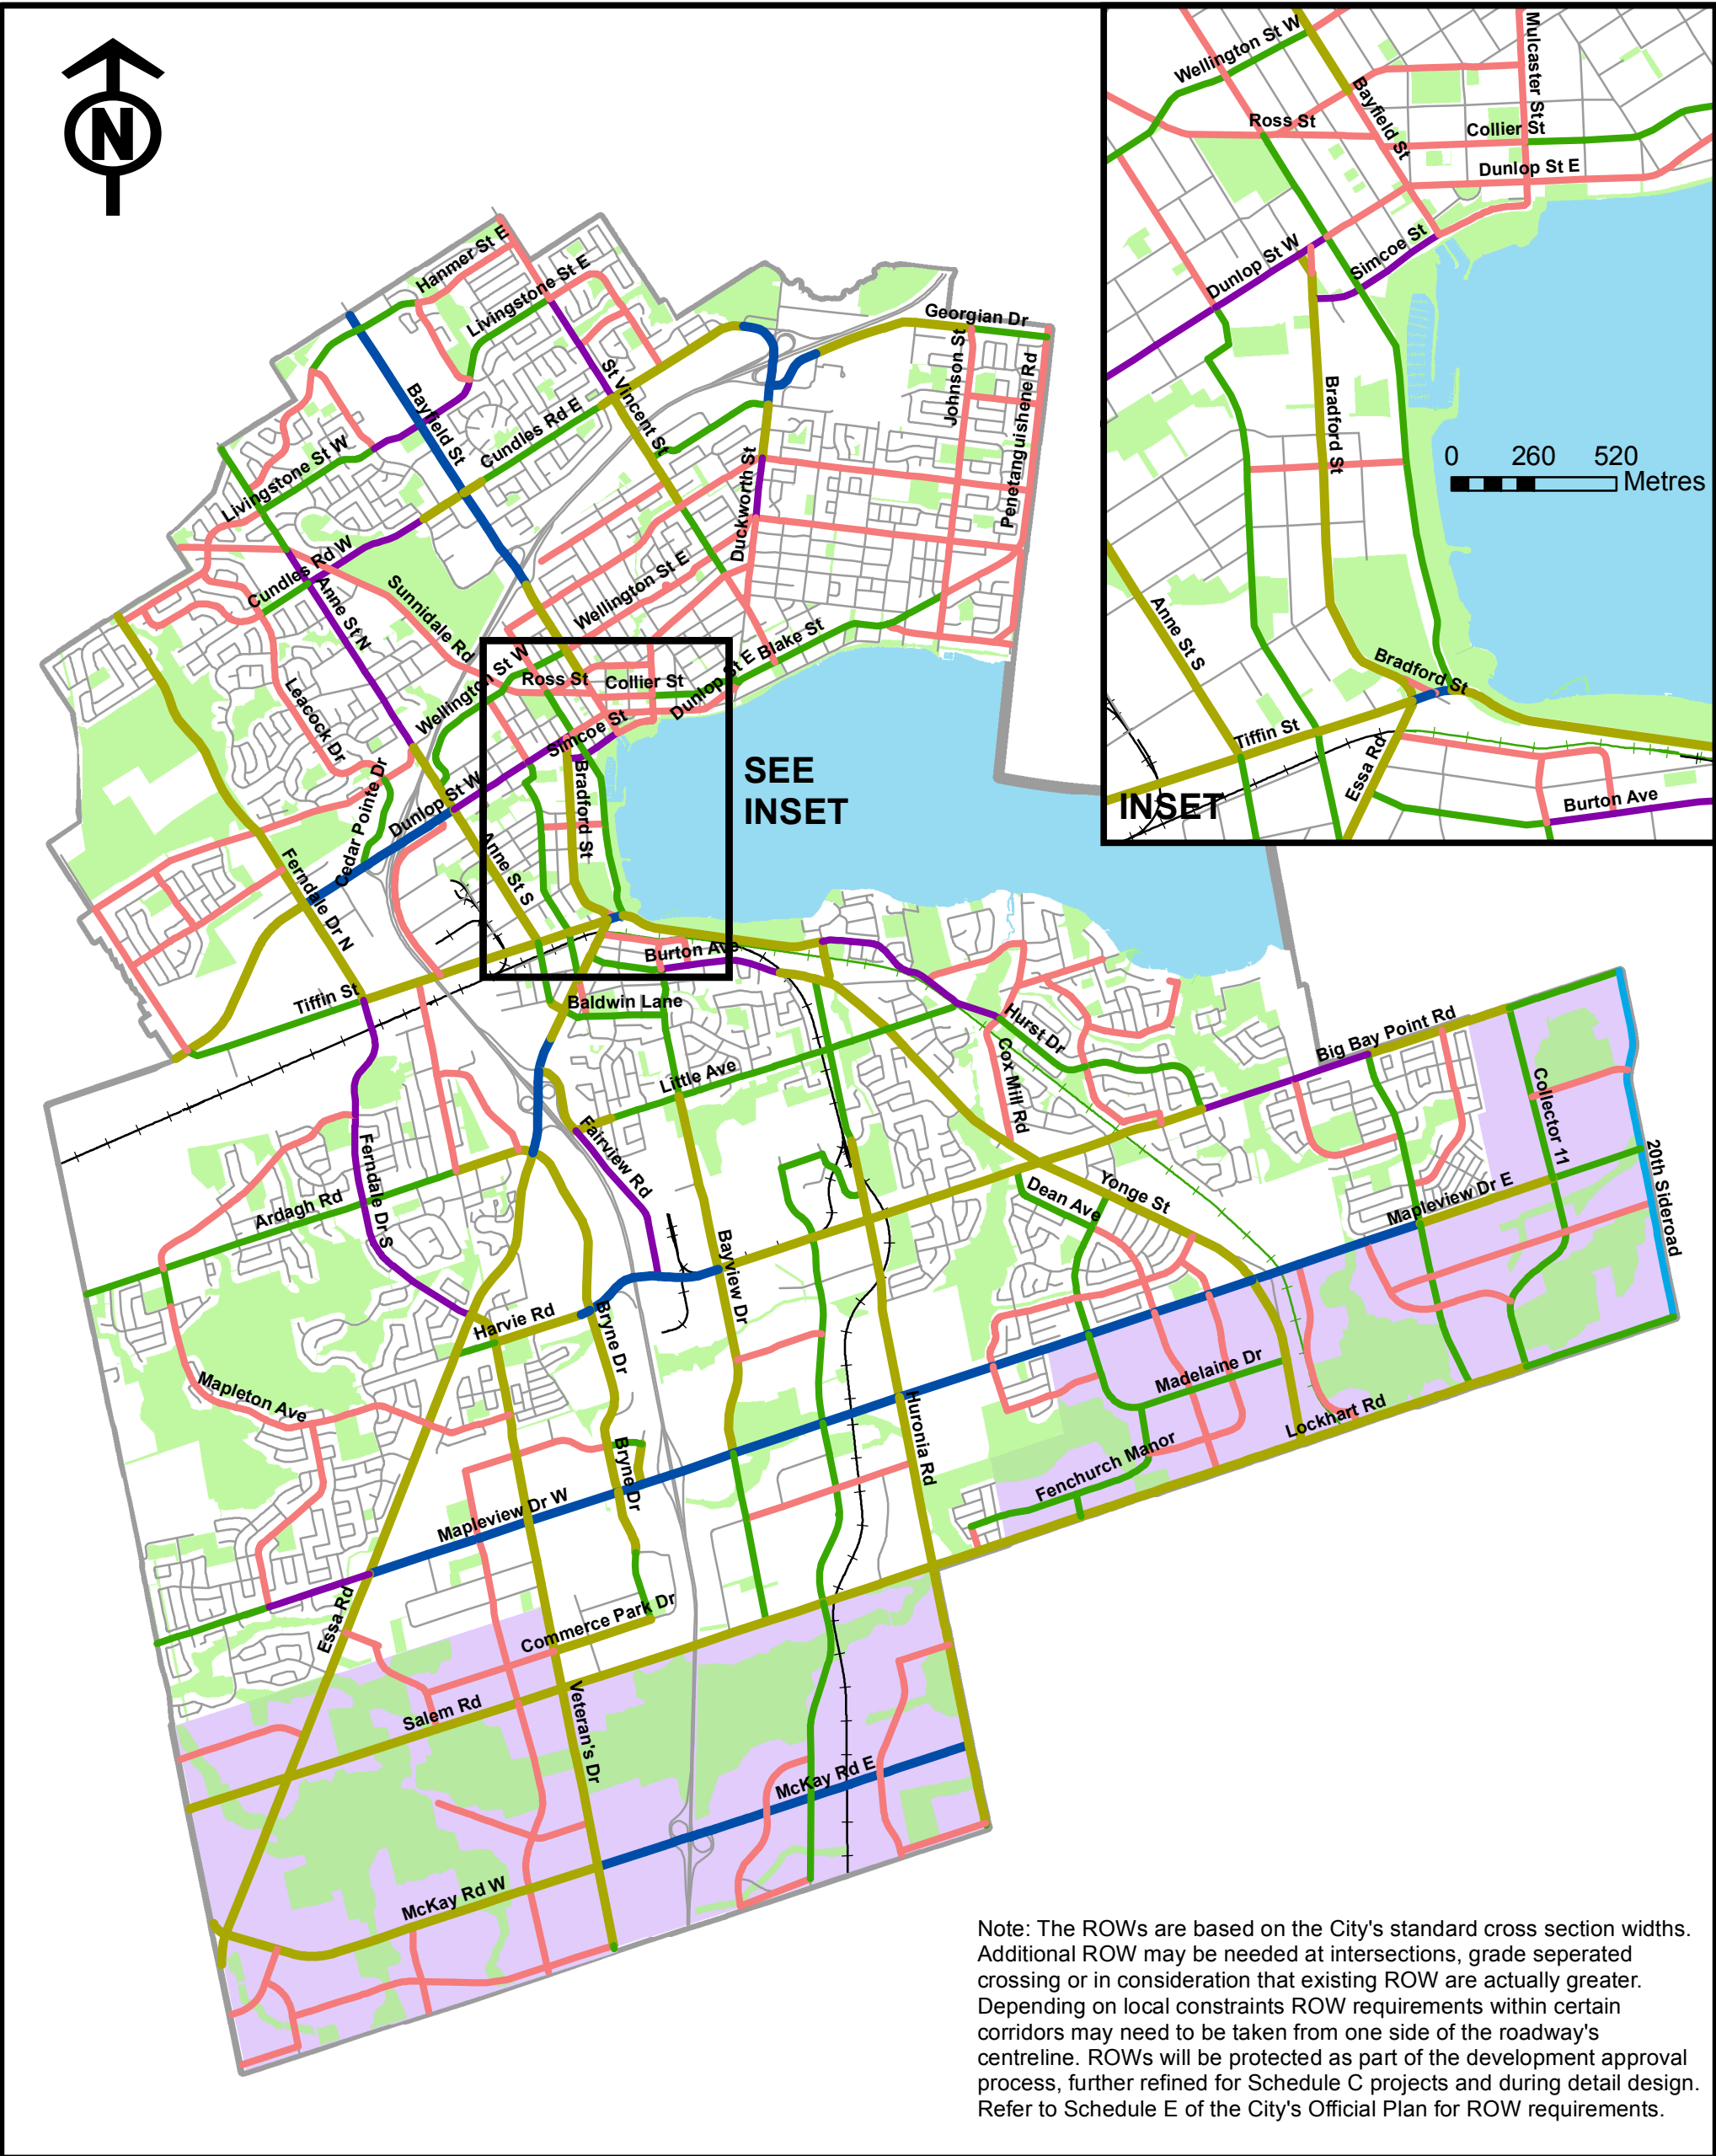 N
Hanmer St E
Livingstone St E
Georgian Dr
St Vincent St
Johnson St
Penetanguishene Rd
Bayfield St
Cundles Rd E
Livingstone St W
Duckworth St
Cundles Rd W
Anne St N
Sunnidale Rd
Wellington St E
Blake St
Wellington St W
Ross St
Collier St
Dunlop St E
Leacock Dr
Simcoe St
Cedar Pointe Dr
Dunlop St W
Bradford St
Anne St S
Ferndale Dr N
SEE
INSET
Wellington St W
Mulcaster St
Bayfield St
Ross St
Collier St
Dunlop St E
Dunlop St W
Simcoe St
Bradford St
0 260 520
Metres
Anne St S
Bradford St
Tiffin St
Essa Rd
Burton Ave
INSET
Burton Ave
Tiffin St
Baldwin Lane
Hurst Dr
Big Bay Point Rd
Cox Mill Rd
Little Ave
Collector 11
Fairview Rd
Ferndale Dr S
20th Sideroad
Ardagh Rd
Dean Ave
Yonge St
Mapleview Dr E
Bayview Dr
Harvie Rd
Bryne Dr
Mapleton Ave
Madelaine Dr
Lockhart Rd
Huronia Rd
Bryne Dr
Fenchurch Manor
Mapleview Dr W
Essa Rd
Commerce Park Dr
Salem Rd
Veteran's Dr
McKay Rd E
McKay Rd W
Note: The ROWs are based on the City's standard cross section widths.
Additional ROW may be needed at intersections, grade seperated
crossing or in consideration that existing ROW are actually greater.
Depending on local constraints ROW requirements within certain
corridors may need to be taken from one side of the roadway's
centreline. ROWs will be protected as part of the development approval
process, further refined for Schedule C projects and during detail design.
Refer to Schedule E of the City's Official Plan for ROW requirements.